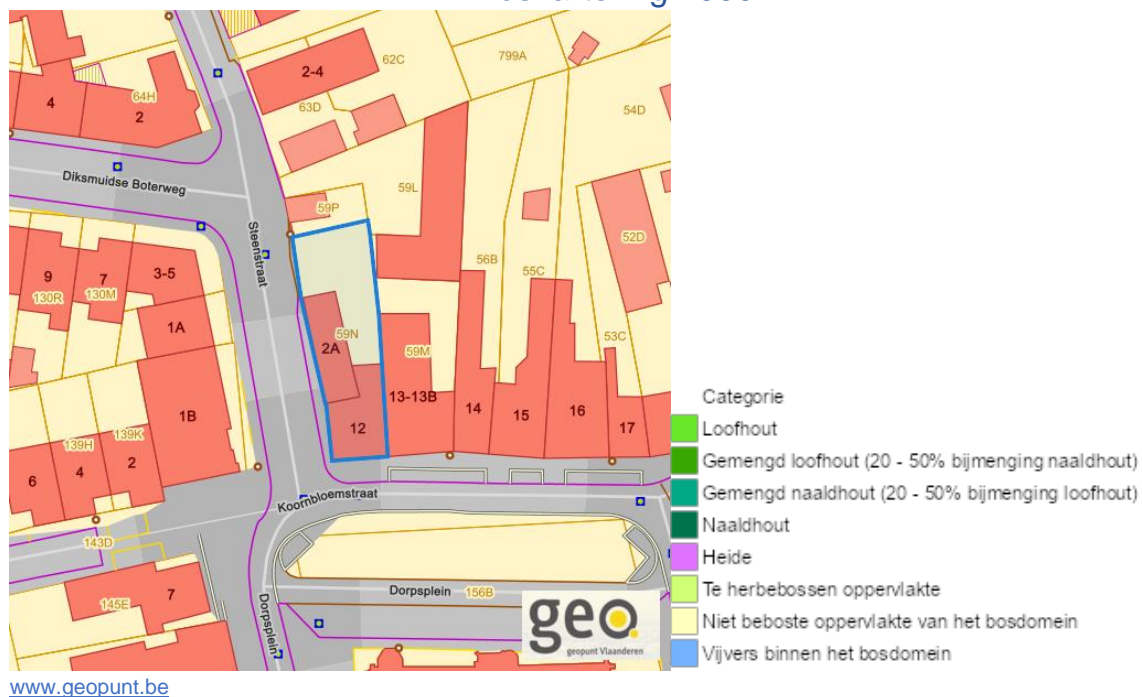 2-4
62C
799A
4
64H
2
63D
54D
Diksmuidse Boterweg
59L
59P
Steenstraat
52D
9
7
3-5
56B
55C
130R
130M
1A
59N
2A
59M
53C
13-13B
1B
14
15
16
17
12
139H
139K
6
4
2
Koornbloemstraat
143D
145E
7
Dorpsplein
156B
Dorpsplein
geo
geopunt Vlaanderen
Categorie
Loofhout
Gemengd loofhout (20 - 50% bijmenging naaldhout)
Gemengd naaldhout (20 - 50% bijmenging loofhout)
Naaldhout
Heide
Te herbebossen oppervlakte
Niet beboste oppervlakte van het bosdomein
Vijvers binnen het bosdomein
www.geopunt.be